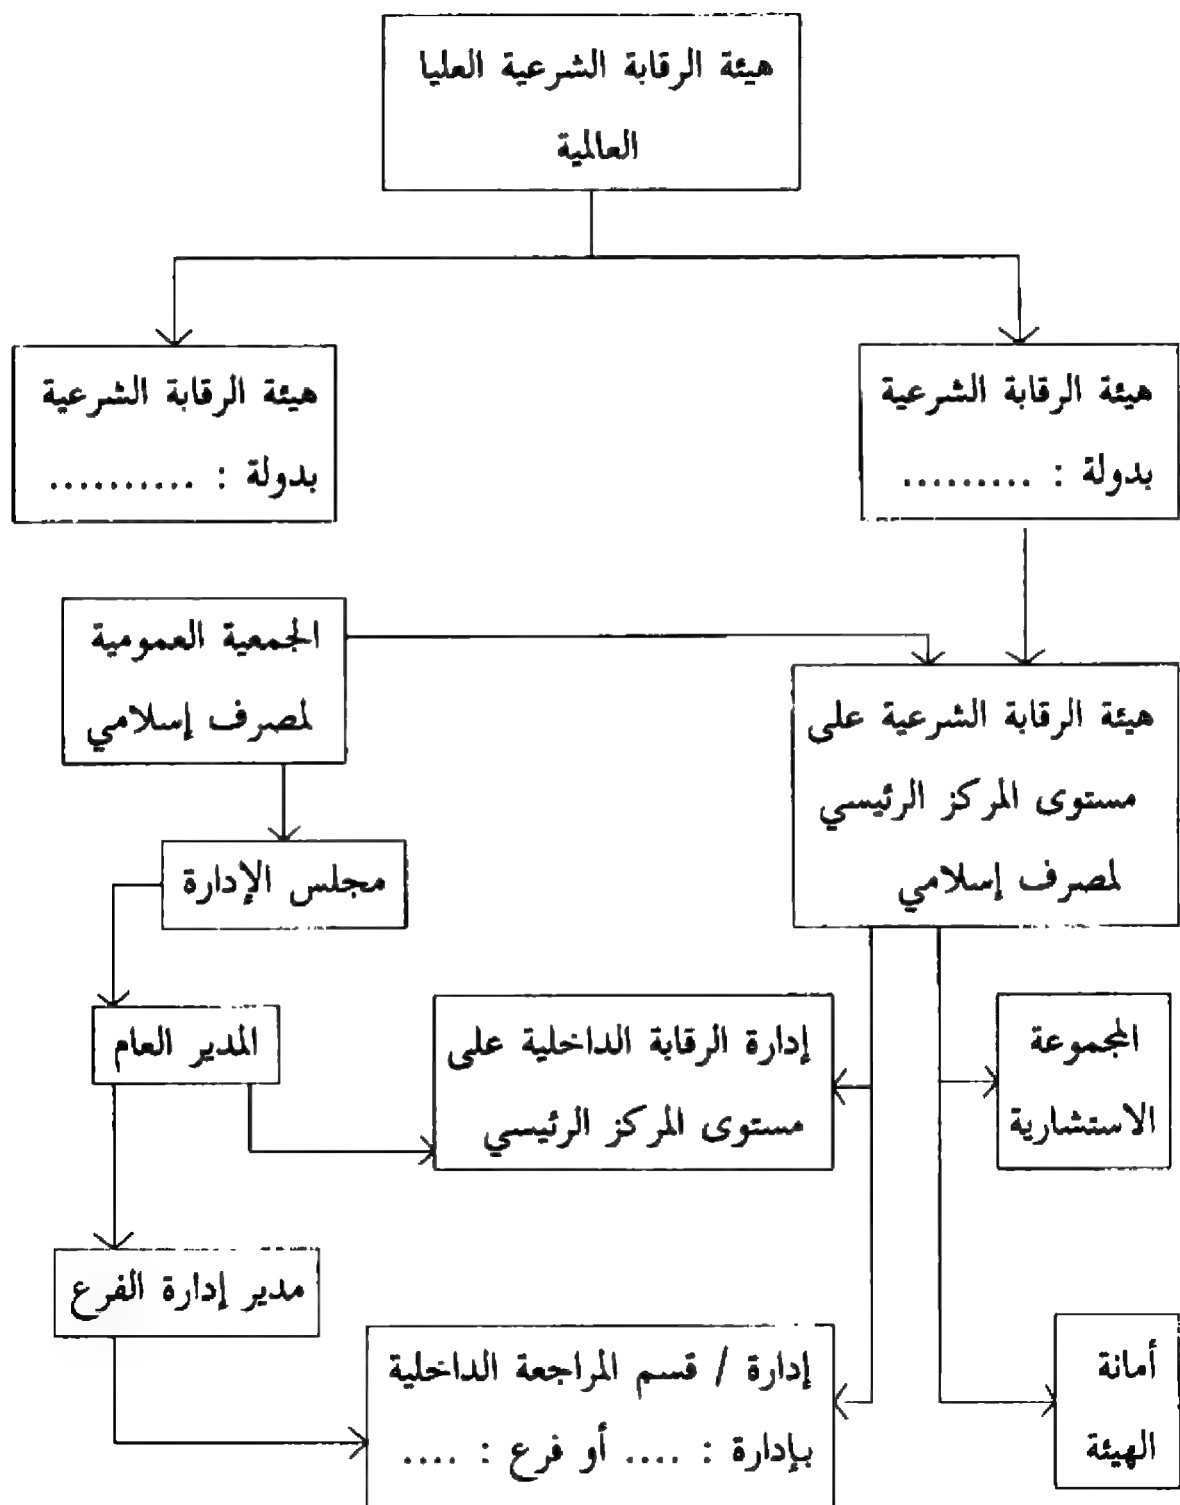 هيئة الرقابة الشرعية العليا
العالمية
هيئة الرقابة الشرعية
بدولة : .........
هيئة الرقابة الشرعية
بدولة : ..........
الجمعية العمومية
لمصرف إسلامي
هيئة الرقابة الشرعية على
مستوى المركز الرئيسي
لمصرف إسلامي
مجلس الإدارة
المجموعة
الاستشارية
إدارة الرقابة الداخلية على
مستوى المركز الرئيسي
المدير العام
مدير إدارة الفرع
أمانة
الهيئة
إدارة / قسم المراجعة الداخلية
بإدارة : .... أو فرع : ....